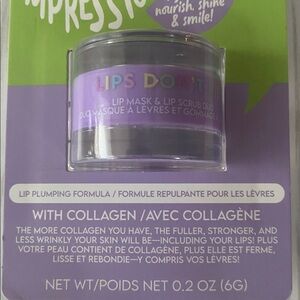 nourish, shine
& smile!
LIPS DON'T
LIP MASK & LIP SCRUB DUO
DUO MASQUE À LÈVRES ET GOMMAGE
LIP PLUMPING FORMULA / FORMULE REPULPANTE POUR LES LÈVRES
WITH COLLAGEN /AVEC COLLAGÈNE
THE MORE COLLAGEN YOU HAVE, THE FULLER, STRONGER, AND
LESS WRINKLY YOUR SKIN WILL BE—INCLUDING YOUR LIPS! PLUS
VOTRE PEAU CONTIENT DE COLLAGÈNE, PLUS ELLE EST FERME,
LISSE ET REBONDIE—Y COMPRIS VOS LÈVRES!
NET WT/POIDS NET 0.2 OZ (6G)